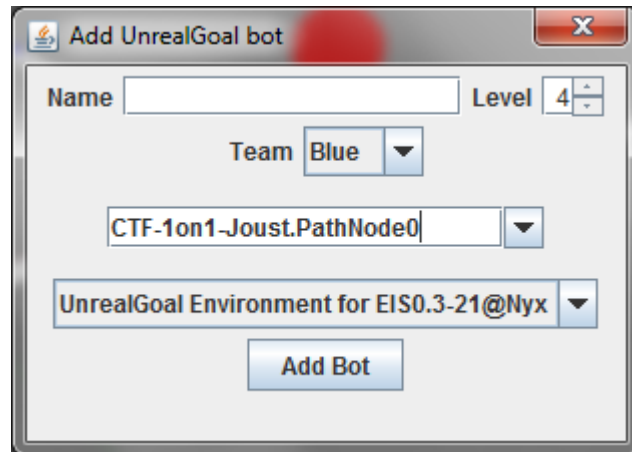 Add UnrealGoal bot
Name Level 4
Team Blue
CTF-1on1-Joust.PathNode0
UnrealGoal Environment for EIS0.3-21@Nyx
Add Bot